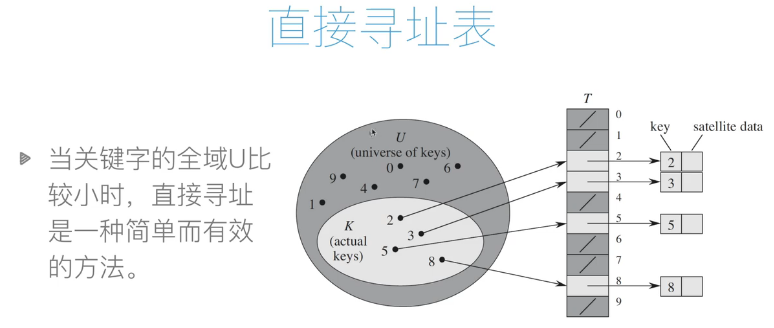 直接寻址表
当关键字的全域U比
较小时，直接寻址
是一种简单而有效
的方法。
U
(universe of keys)
0
6
9
4
7
1
K
(actual
keys)
2
3
5
8
T
0
1
2
3
4
5
6
7
8
9
key
satellite data
2
3
5
8